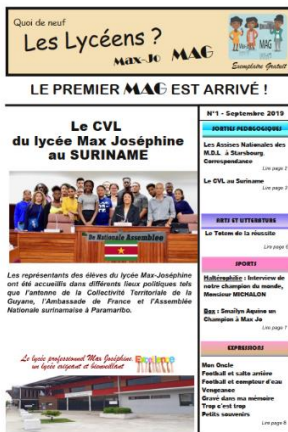 Quoi de neuf
Les Lycéens ?
Max-Jo MAG
MAG
Exemplaire Gratuit
LE PREMIER MAG EST ARRIVÉ !
Le CVL
du lycée Max Joséphine
au SURINAME
De Nationale Assemblee
Les représentants des élèves du lycée Max-Joséphine
ont été accueillis dans différents lieux politiques tels
que l'antenne de la Collectivité Territoriale de la
Guyane, l'Ambassade de France et l'Assemblée
Nationale surinamaise à Paramaribo.
Le lycée professionnel Max Joséphine,
un lycée exigeant et bienveillant
N°1 - Septembre 2019
SORTIES PEDAGOGIQUES
Les Assises Nationales des
M.D.L. à Starsbourg.
Correspondance
Lire page 2
Le CVL au Suriname
Lire page 3
ARTS ET LITTERATURE
Le Totem de la réussite
Lire page 6
SPORTS
Haltérophilie : Interview de
notre champion du monde,
Monsieur MICHALON
Boxe : Smailyn Aquino un
Champion à Max Jo
Lire page 7
EXPRESSIONS
Mon Oncle
Football et salto arrière
Football et compteur d'eau
Vengeance
Gravé dans ma mémoire
Trop c'est trop
Petits souvenirs
Lire page 8